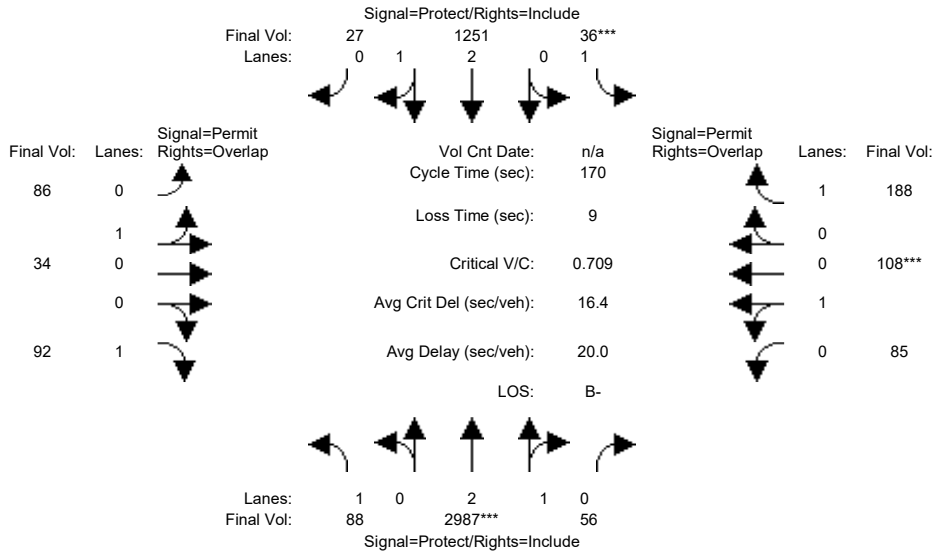 Signal=Protect/Rights=Include
Final Vol: 27 1251 36***
Lanes: 0 1 2 0 1
Signal=Permit
Final Vol: Lanes: Rights=Overlap
Vol Cnt Date: n/a
Signal=Permit
Rights=Overlap Lanes: Final Vol:
Cycle Time (sec): 170
86 0
1 188
Loss Time (sec): 9
1
0
34 0
Critical V/C: 0.709
0 108***
0
Avg Crit Del (sec/veh): 16.4
1
92 1
Avg Delay (sec/veh): 20.0
0 85
LOS: B-
Lanes: 1 0 2 1 0
Final Vol: 88 2987*** 56
Signal=Protect/Rights=Include